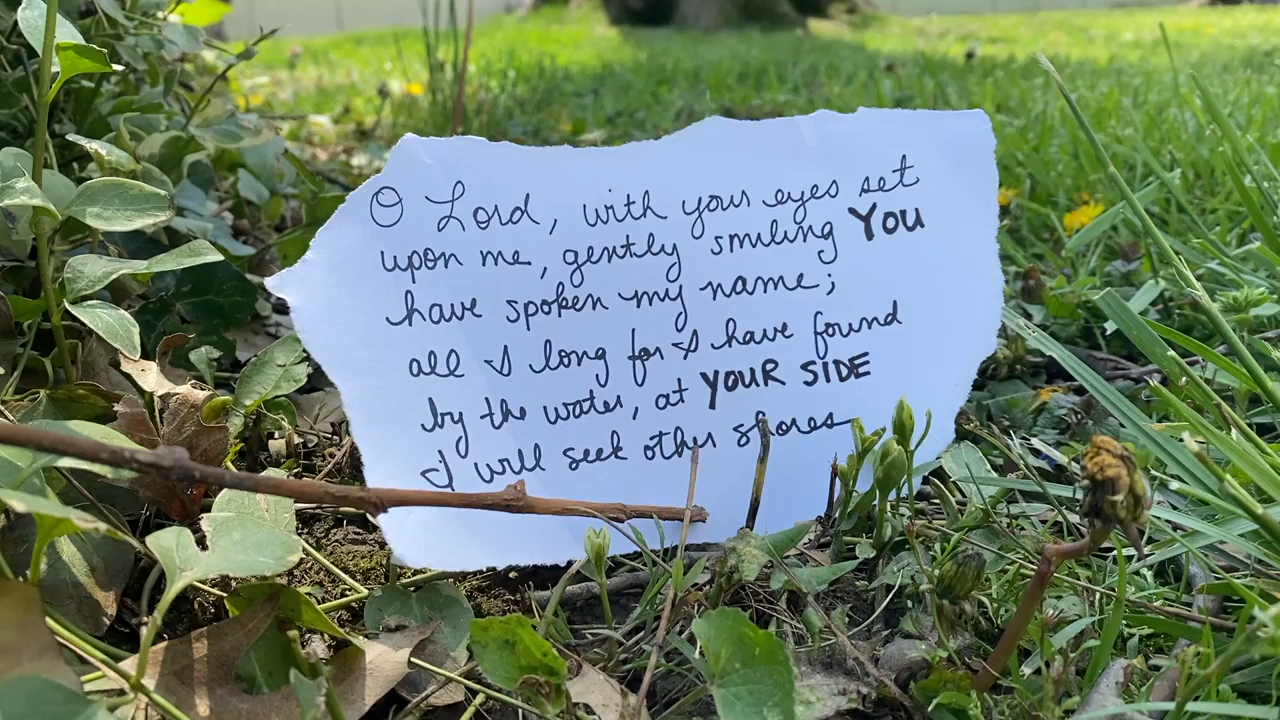 O Lord, with your eyes set
upon me, gently smiling YOU
have spoken my name;
all I long for I have found
by the water, at YOUR SIDE
I will seek other shores